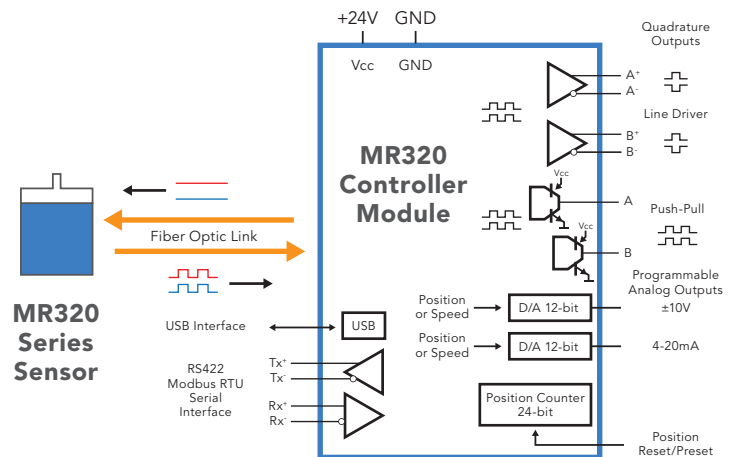 +24V GND
Vcc GND
Quadrature
Outputs
A+
A-
Line Driver
B+
B-
MR320
Controller
Module
Vcc
A
Push-Pull
Vcc
B
Fiber Optic Link
MR320
Series
Sensor
Programmable
Analog Outputs
Position
or Speed
D/A 12-bit
±10V
USB Interface
USB
Position
or Speed
D/A 12-bit
4-20mA
RS422
Modbus RTU
Serial
Interface
Tx+
Tx-
Rx+
Rx-
Position Counter
24-bit
Position
Reset/Preset